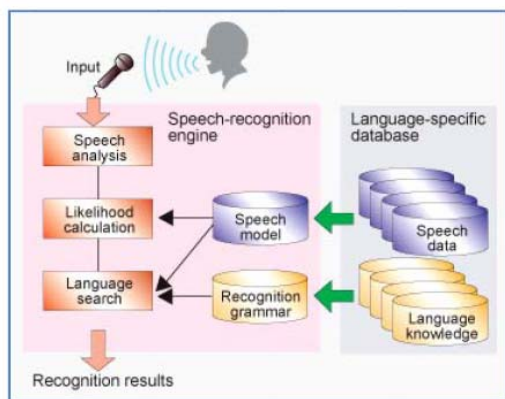 Input
Speech-recognition
engine
Language-specific
database
Speech
analysis
Likelihood
calculation
Language
search
Speech
model
Recognition
grammar
Speech
data
Language
knowledge
Recognition results